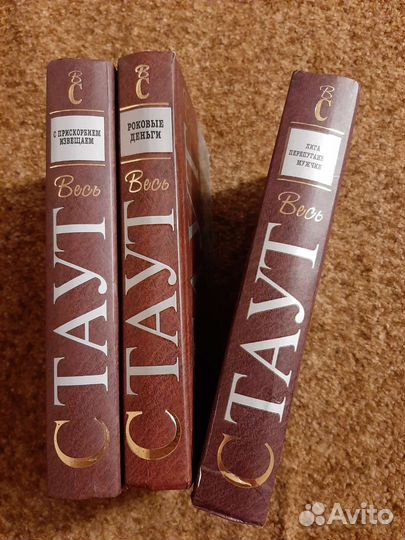 ВС
С ПРИСКОРБИЕМ
ИЗВЕЩАЕМ
Весь
СТАУТ
ВС
РОКОВЫЕ
ДЕНЬГИ
Весь
СТАУТ
ВС
ЛИГА
ПЕРЕПУГАННЫХ
МУЖЧИН
Весь
СТАУТ
Avito